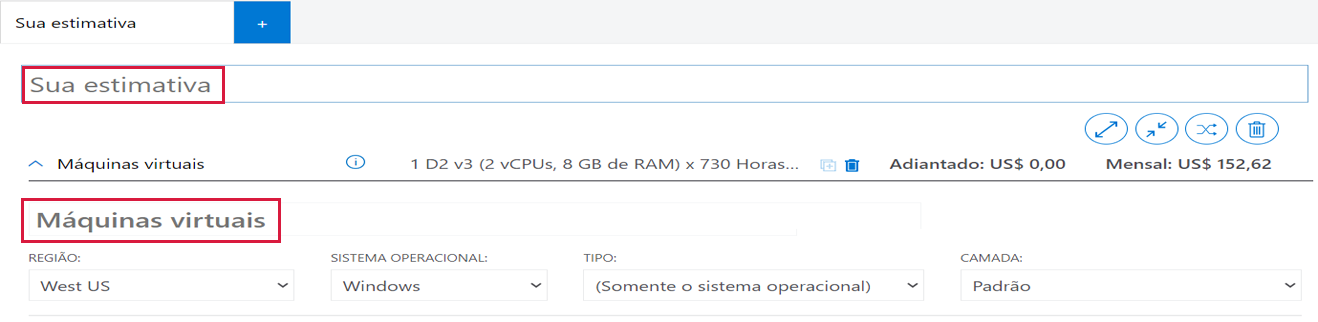 Sua estimativa +
Sua estimativa
Máquinas virtuais 1 D2 v3 (2 vCPUs, 8 GB de RAM) x 730 Horas... Adiantado: US$ 0,00 Mensal: US$ 152,62
Máquinas virtuais
REGIÃO: SISTEMA OPERACIONAL: TIPO: CAMADA:
West US Windows (Somente o sistema operacional) Padrão